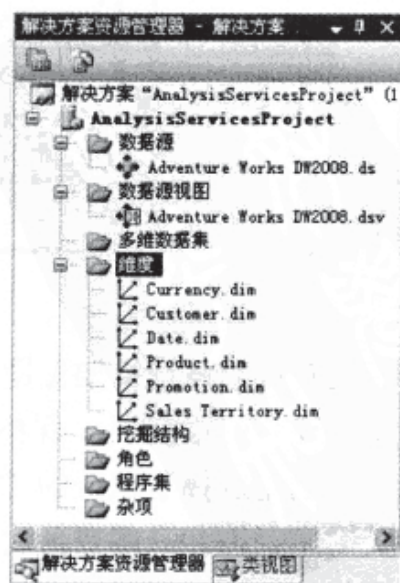 解决方案资源管理器 - 解决方案...
解决方案 “AnalysisServicesProject” (1
AnalysisServicesProject
数据源
Adventure Works DW2008.ds
数据源视图
Adventure Works DW2008.dsv
多维数据集
维度
Currency.dim
Customer.dim
Date.dim
Product.dim
Promotion.dim
Sales Territory.dim
挖掘结构
角色
程序集
杂项
解决方案资源管理器 类视图